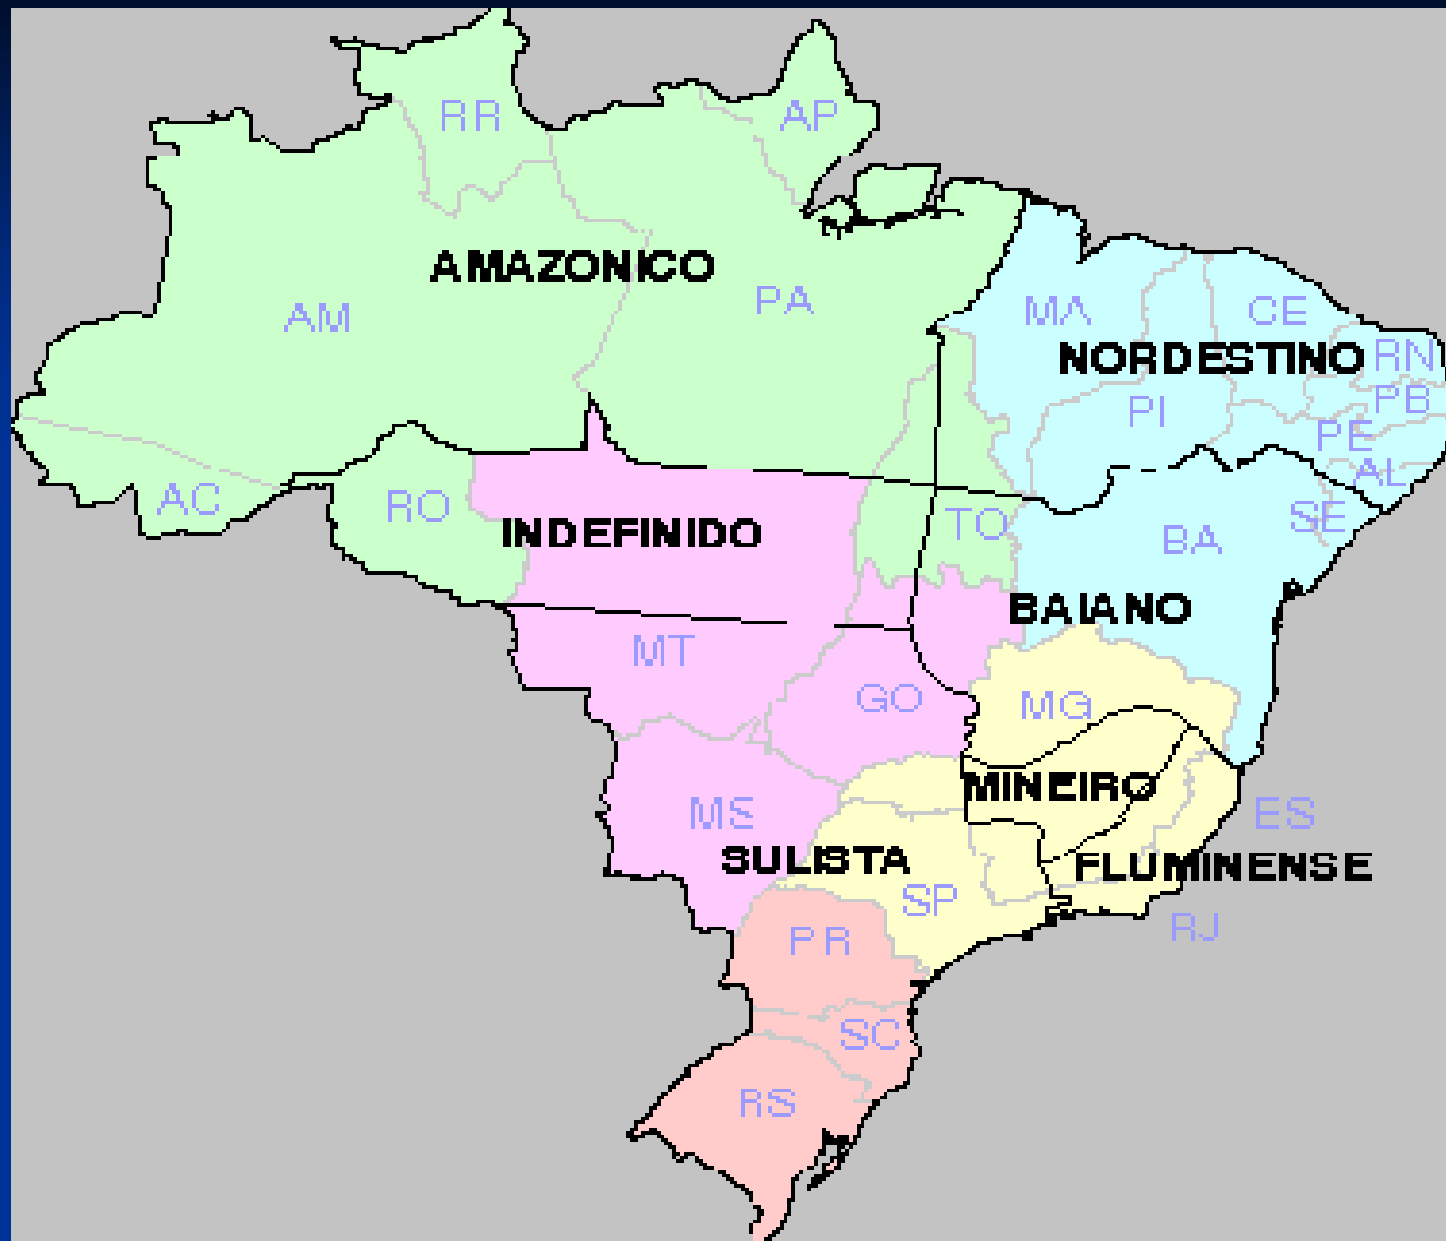 RR
AP
AMAZONICO
AM
PA
MA
CE
NORDESTINO
RN
PI
PB
PE
AL
AC
RO
INDEFINIDO
TO
BA
SE
BAIANO
MT
GO
MG
MINEIRO
MS
ES
SULISTA
FLUMINENSE
SP
RJ
PR
SC
RS